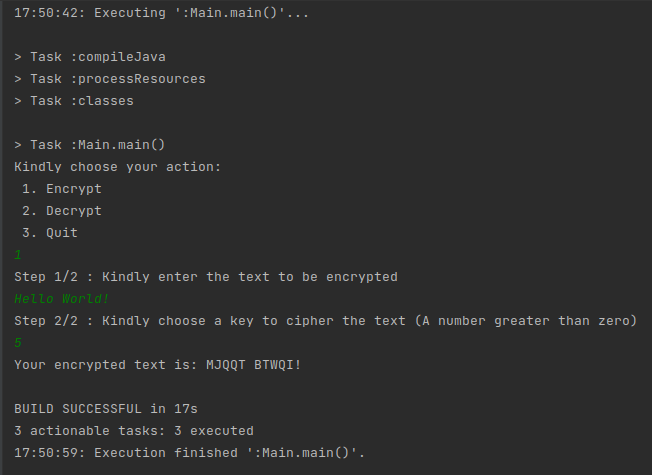 17:50:42: Executing ':Main.main()'...
> Task :compileJava
> Task :processResources
> Task :classes
> Task :Main.main()
Kindly choose your action:
1. Encrypt
2. Decrypt
3. Quit
1
Step 1/2 : Kindly enter the text to be encrypted
Hello World!
Step 2/2 : Kindly choose a key to cipher the text (A number greater than zero)
5
Your encrypted text is: MJQQT BTWQI!
BUILD SUCCESSFUL in 17s
3 actionable tasks: 3 executed
17:50:59: Execution finished ':Main.main()'.